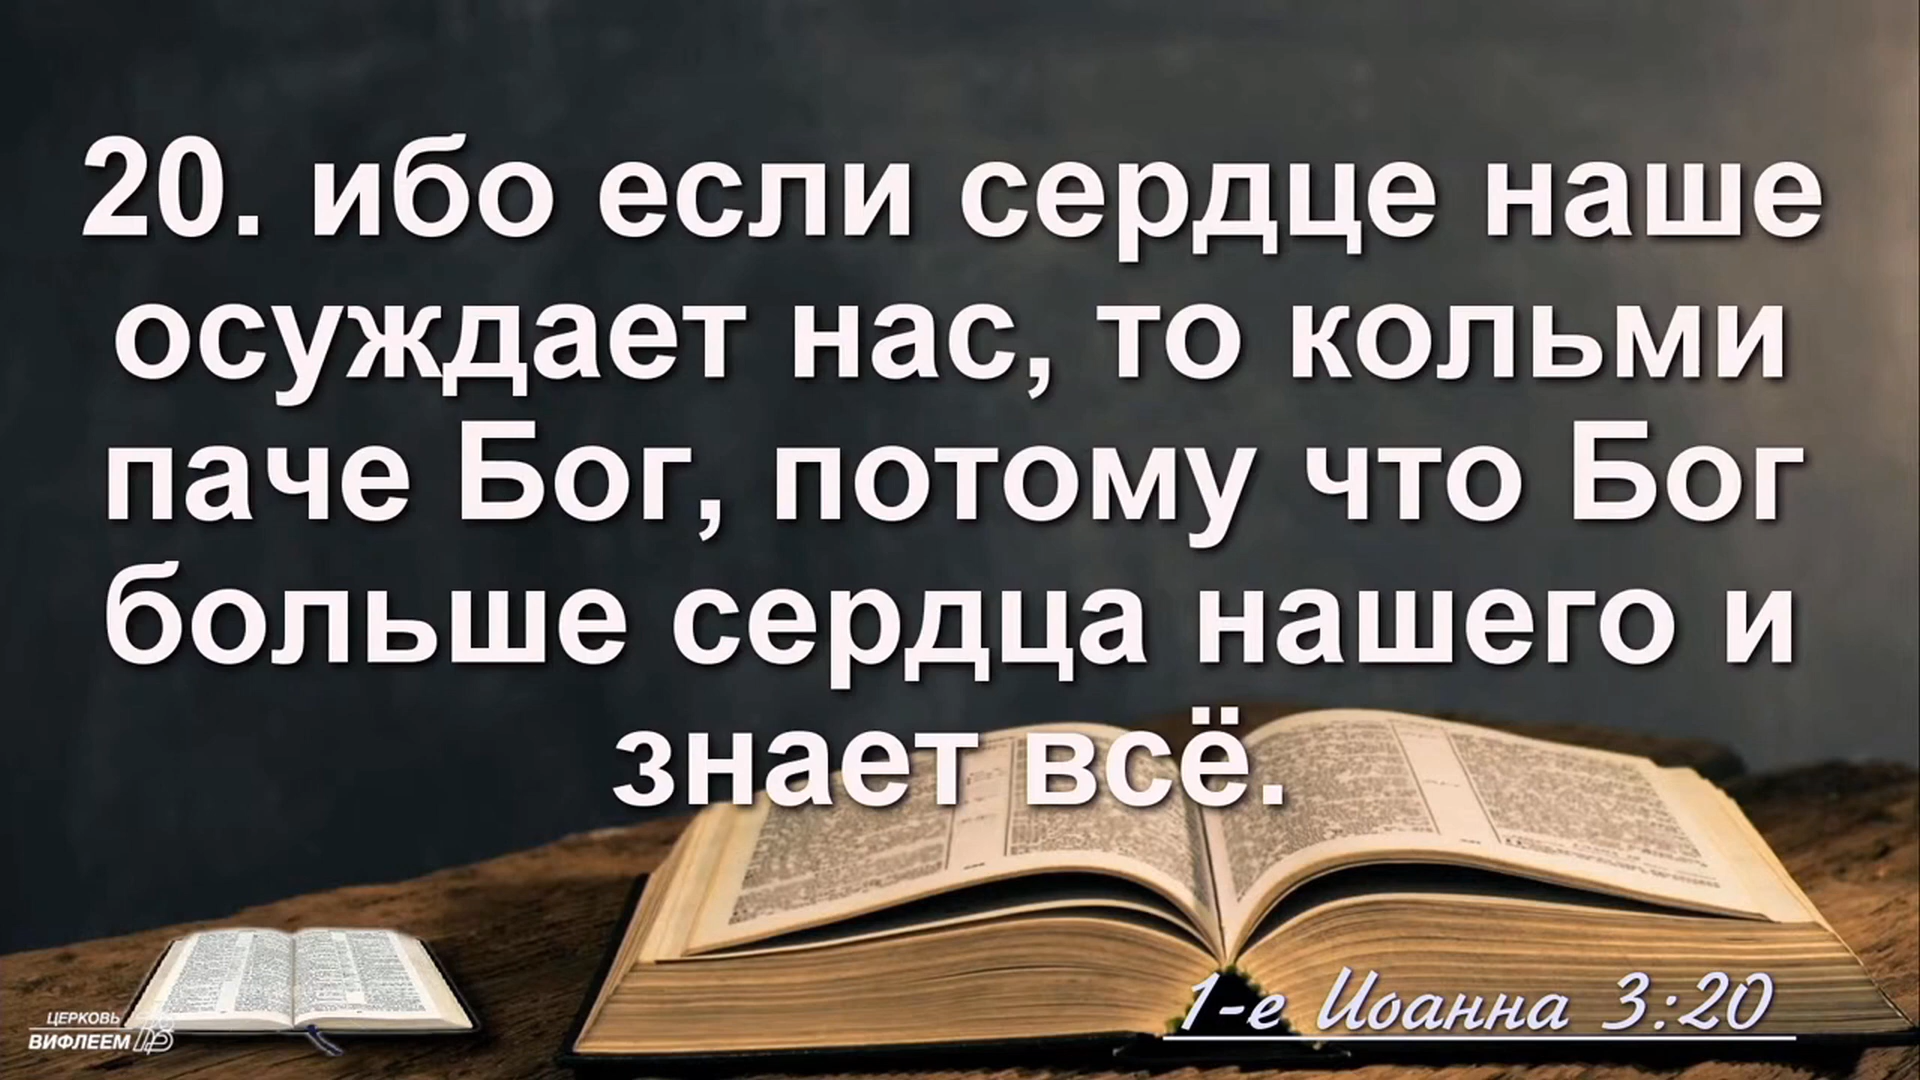 20. ибо если сердце наше
осуждает нас, то кольми
паче Бог, потому что Бог
больше сердца нашего и
знает всё.
1-е Иоанна 3:20
ЦЕРКОВЬ
ВИФЛЕЕМ